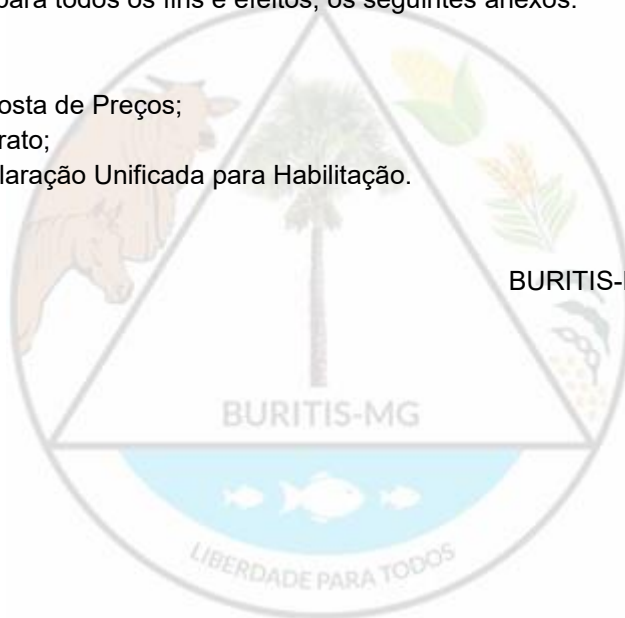 para todos os fins e efeitos, os seguintes anexos:
osta de Preços;
rato;
laração Unificada para Habilitação.
BURITIS-
BURITIS-MG
LIBERDADE PARA TODOS